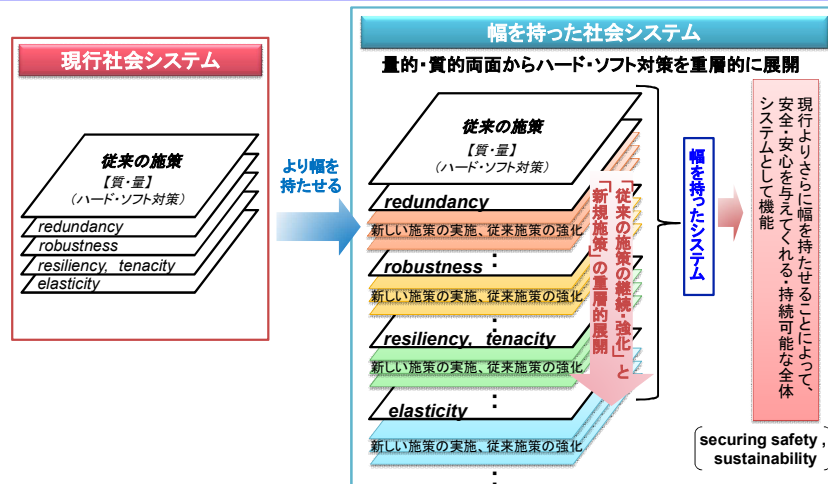 現行社会システム
従来の施策
【質・量】
（ハード・ソフト対策）
redundancy
robustness
resiliency, tenacity
elasticity
より幅を
持たせる
幅を持った社会システム
量的・質的両面からハード・ソフト対策を重層的に展開
従来の施策
【質・量】
（ハード・ソフト対策）
redundancy
新しい施策の実施、従来施策の強化
robustness
新しい施策の実施、従来施策の強化
resiliency, tenacity
新しい施策の実施、従来施策の強化
elasticity
新しい施策の実施、従来施策の強化
「従来の施策の継続・強化」と
「新規施策」の重層的展開
幅を持ったシステム
現行よりさらに幅を持たせることによって、
安全・安心を与えてくれる・持続可能な全体
システムとして機能
securing safety ,
sustainability